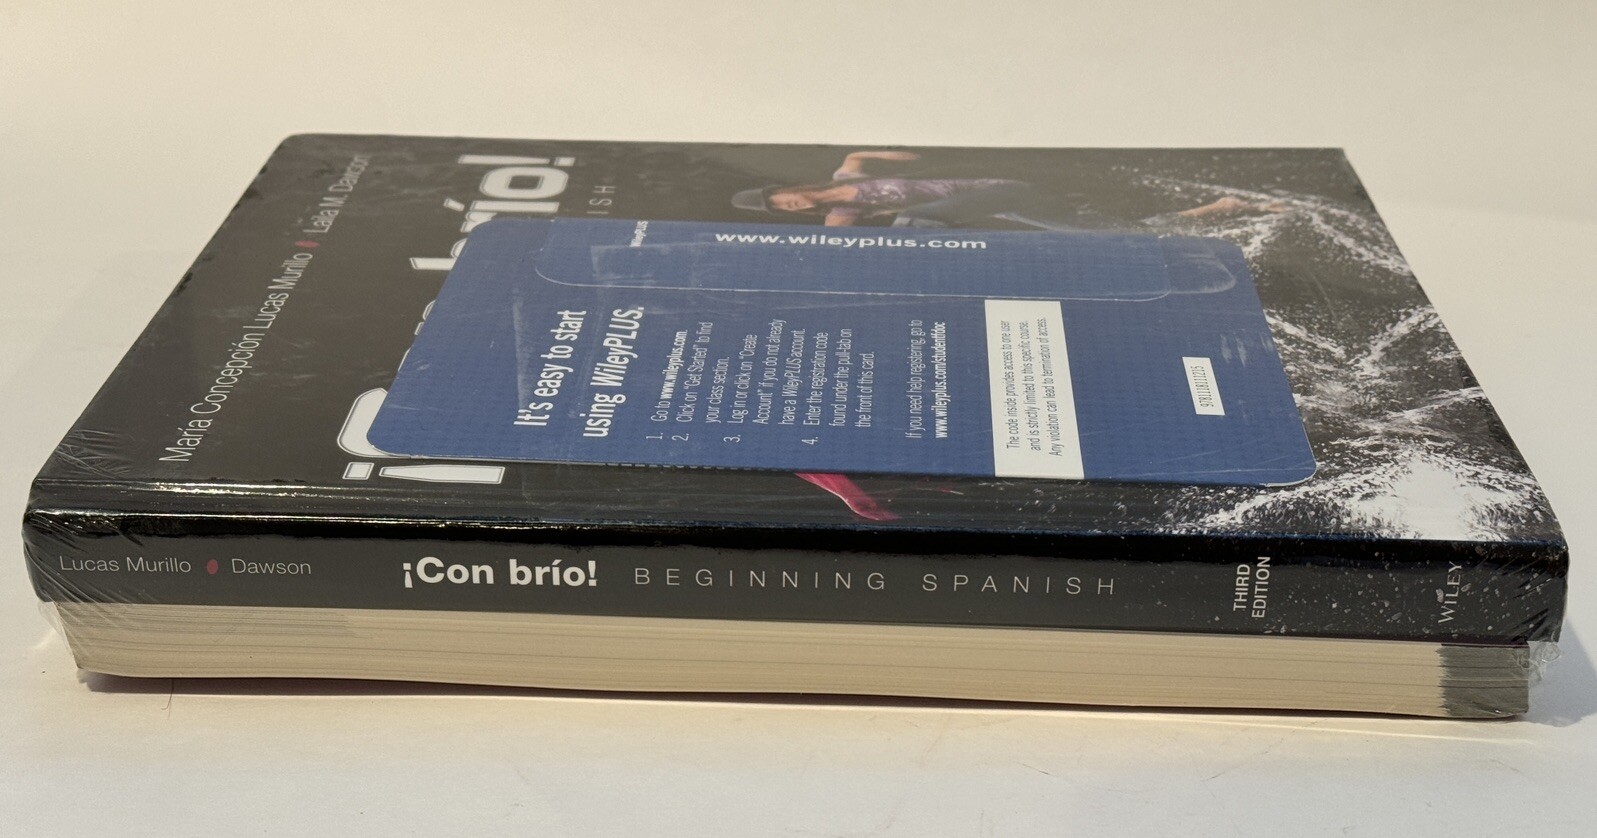 María Concepción Lucas Murillo Laila M. Dawson
brío!
ISH
WileyPLUS
www.wileyplus.com
It's easy to start
using WileyPLUS.
1. Go to www.wileyplus.com.
2. Click on "Get Started" to find
your class section.
3. Log in or click on "Create
Account" if you do not already
have a WileyPLUS account.
4. Enter the registration code
found under the pull-tab on
the front of this card.
If you need help registering, go to
www.wileyplus.com/studentfdoc
The code inside provides access to one user
and is strictly limited to this specific course.
Any violation can lead to termination of access.
Lucas Murillo Dawson ¡Con brío! BEGINNING SPANISH
THIRD
EDITION
WILEY